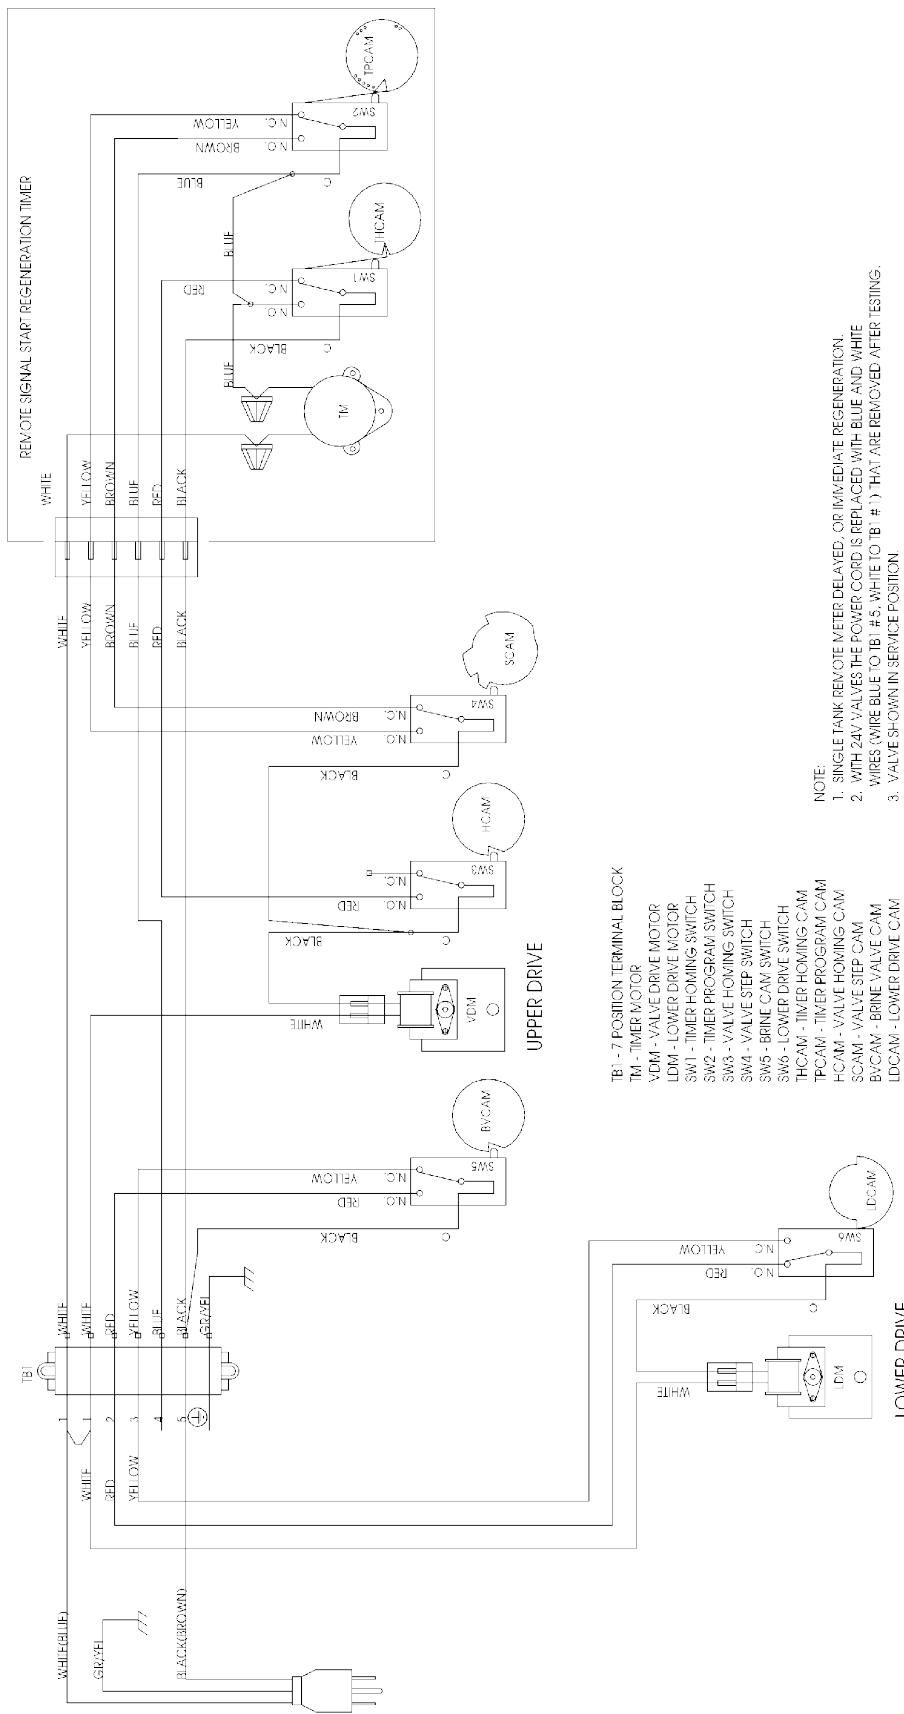 REMOTE SIGNAL START REGENERATION TIMER
TPCAM
SW2
N.C.
YELLOW
N.O.
BROWN
BLUE
C
THCAM
SW1
N.C.
RED
N.O.
BLUE
BLACK
C
BLUE
TM
WHITE
YELLOW
BROWN
BLUE
RED
BLACK
WHITE
YELLOW
BROWN
BLUE
RED
BLACK
SCAM
SW4
N.C.
BROWN
N.O.
YELLOW
BLACK
C
HCAM
SW3
N.C.
N.O.
RED
BLACK
C
WHITE
VDM
UPPER DRIVE
BVCAM
SW5
N.C.
YELLOW
N.O.
RED
BLACK
C
TB1
WHITE
WHITE
RED
YELLOW
BLUE
BLACK
GR/YEL
1
1
2
3
4
5
WHITE
RED
YELLOW
WHITE(BLUE)
GR/YEL
BLACK(BROWN)
LDCAM
SW6
N.C.
YELLOW
N.O.
RED
BLACK
C
WHITE
LDM
LOWER DRIVE
TB1 - 7 POSITION TERMINAL BLOCK
TM - TIMER MOTOR
VDM - VALVE DRIVE MOTOR
LDM - LOWER DRIVE MOTOR
SW1 - TIMER HOMING SWITCH
SW2 - TIMER PROGRAM SWITCH
SW3 - VALVE HOMING SWITCH
SW4 - VALVE STEP SWITCH
SW5 - BRINE CAM SWITCH
SW6 - LOWER DRIVE SWITCH
THCAM - TIMER HOMING CAM
TPCAM - TIMER PROGRAM CAM
HCAM - VALVE HOMING CAM
SCAM - VALVE STEP CAM
BVCAM - BRINE VALVE CAM
LDCAM - LOWER DRIVE CAM
NOTE:
1. SINGLE TANK REMOTE METER DELAYED, OR IMMEDIATE REGENERATION.
2. WITH 24V VALVES THE POWER CORD IS REPLACED WITH BLUE AND WHITE
WIRES (WIRE BLUE TO TB1 #5, WHITE TO TB1 #1) THAT ARE REMOVED AFTER TESTING.
3. VALVE SHOWN IN SERVICE POSITION.